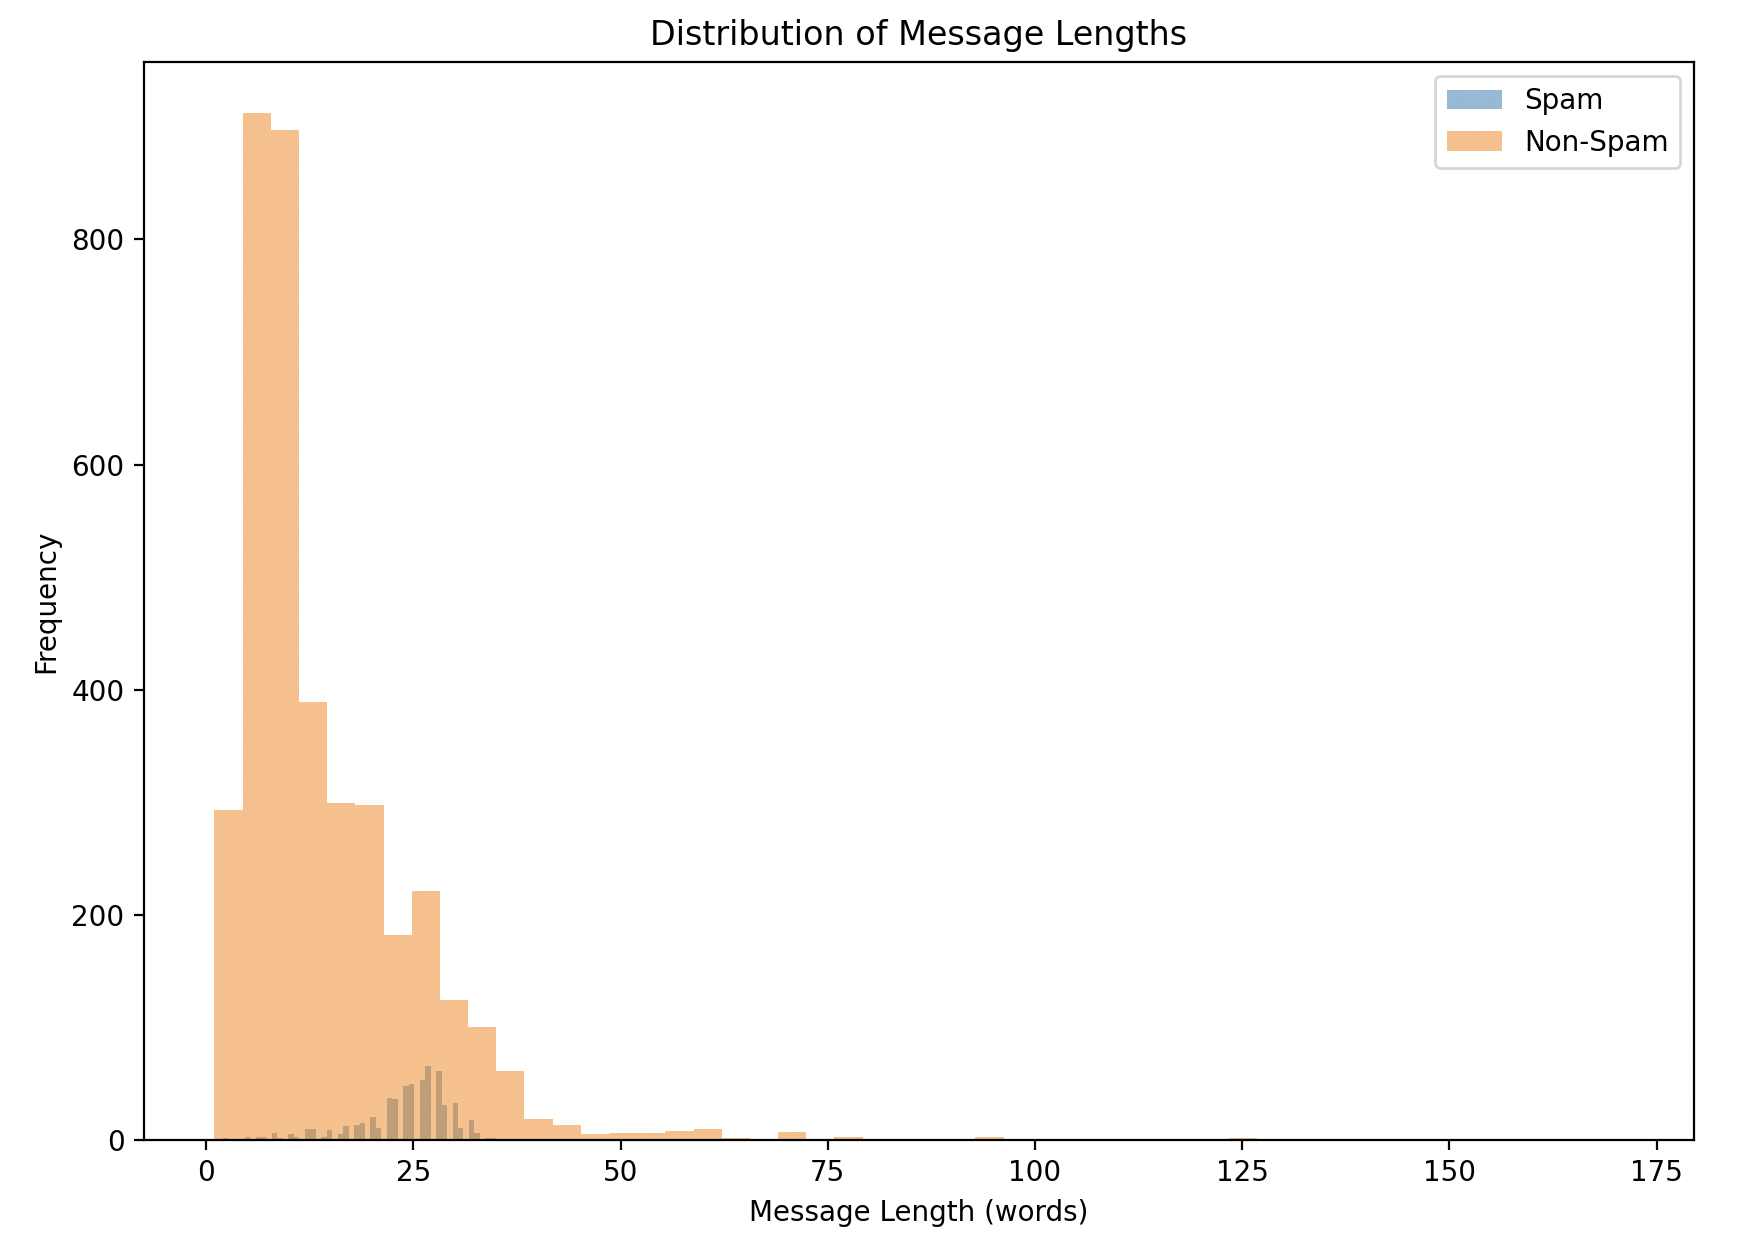 Distribution of Message Lengths
Spam
Non-Spam
800
600
400
200
0
Frequency
0 25 50 75 100 125 150 175
Message Length (words)